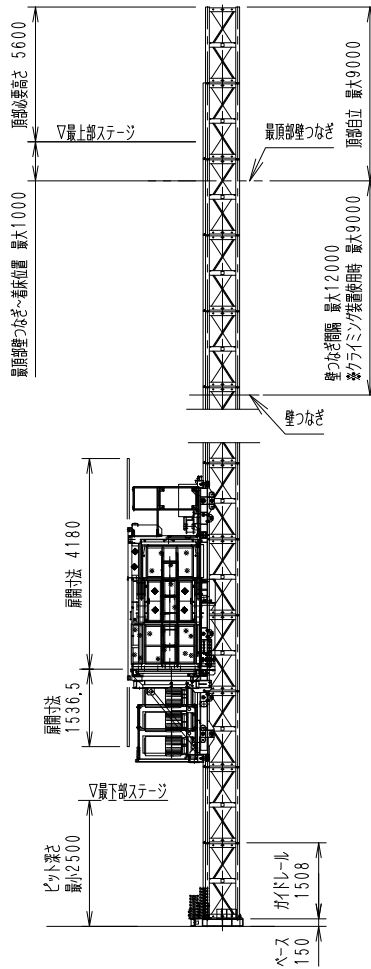 頂部必要高さ 5600
▽最上部ステージ
最頂部壁つなぎ~着床位置 最大1000
最頂部壁つなぎ
頂部自立 最大9000
壁つなぎ間隔 最大12000
※クライミング装置使用時 最大9000
壁つなぎ
扉開寸法 4180
扉開寸法
1536.5
▽最下部ステージ
ピット深さ
最小2500
ガイドレール
1508
ベース
150